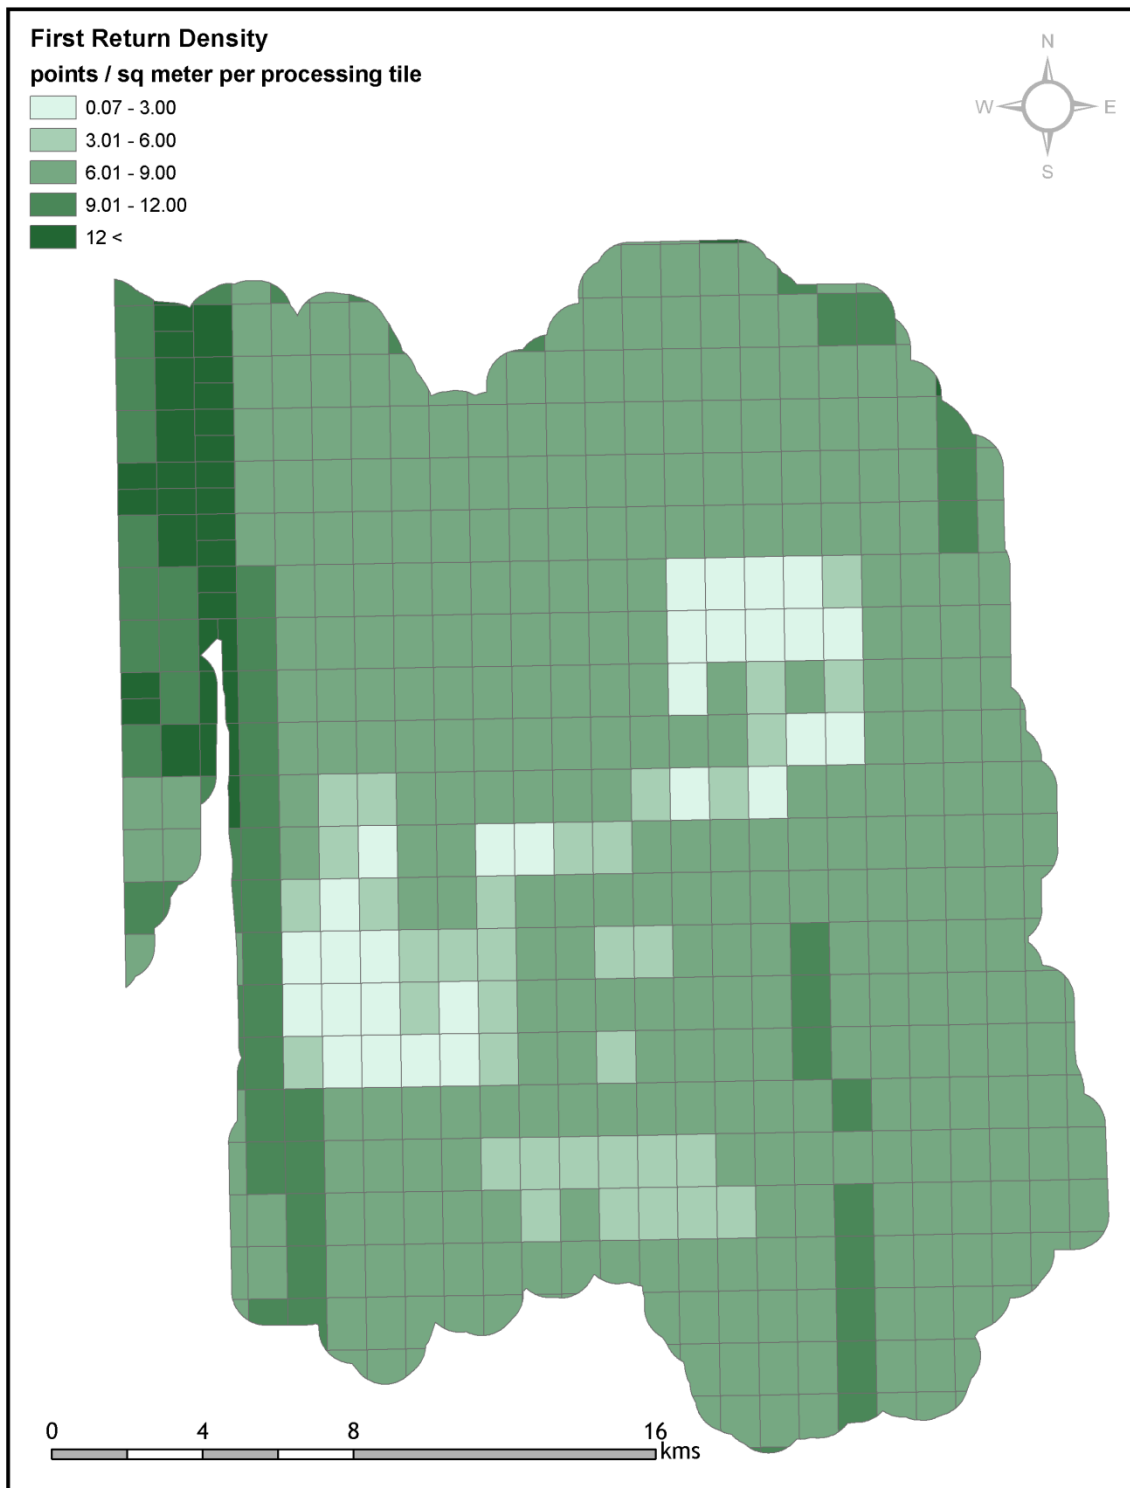 First Return Density
points / sq meter per processing tile
0.07 - 3.00
3.01 - 6.00
6.01 - 9.00
9.01 - 12.00
12 <
N
W E
S
0 4 8 16
kms